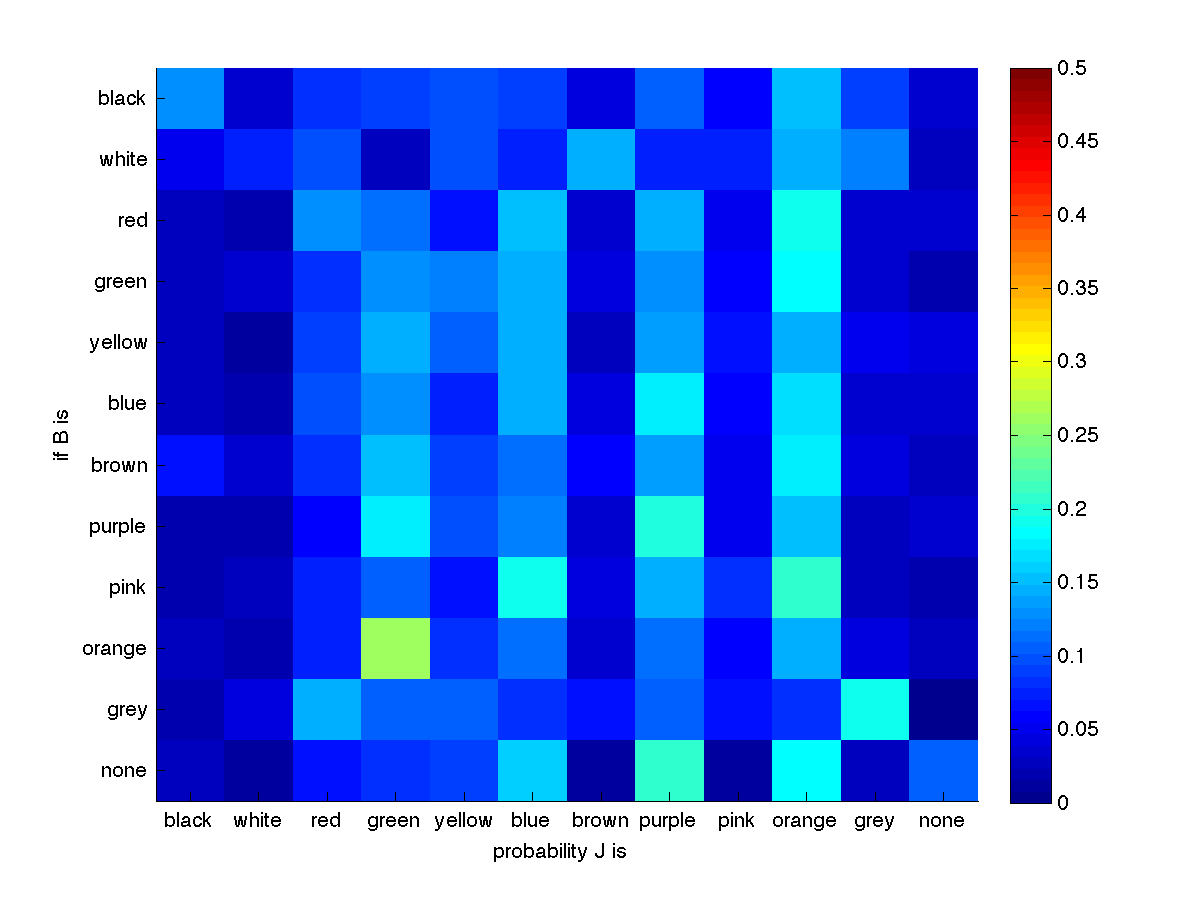 black
white
red
green
yellow
blue
brown
purple
pink
orange
grey
none
if B is
black white red green yellow blue brown purple pink orange grey none
probability J is
0.5
0.45
0.4
0.35
0.3
0.25
0.2
0.15
0.1
0.05
0